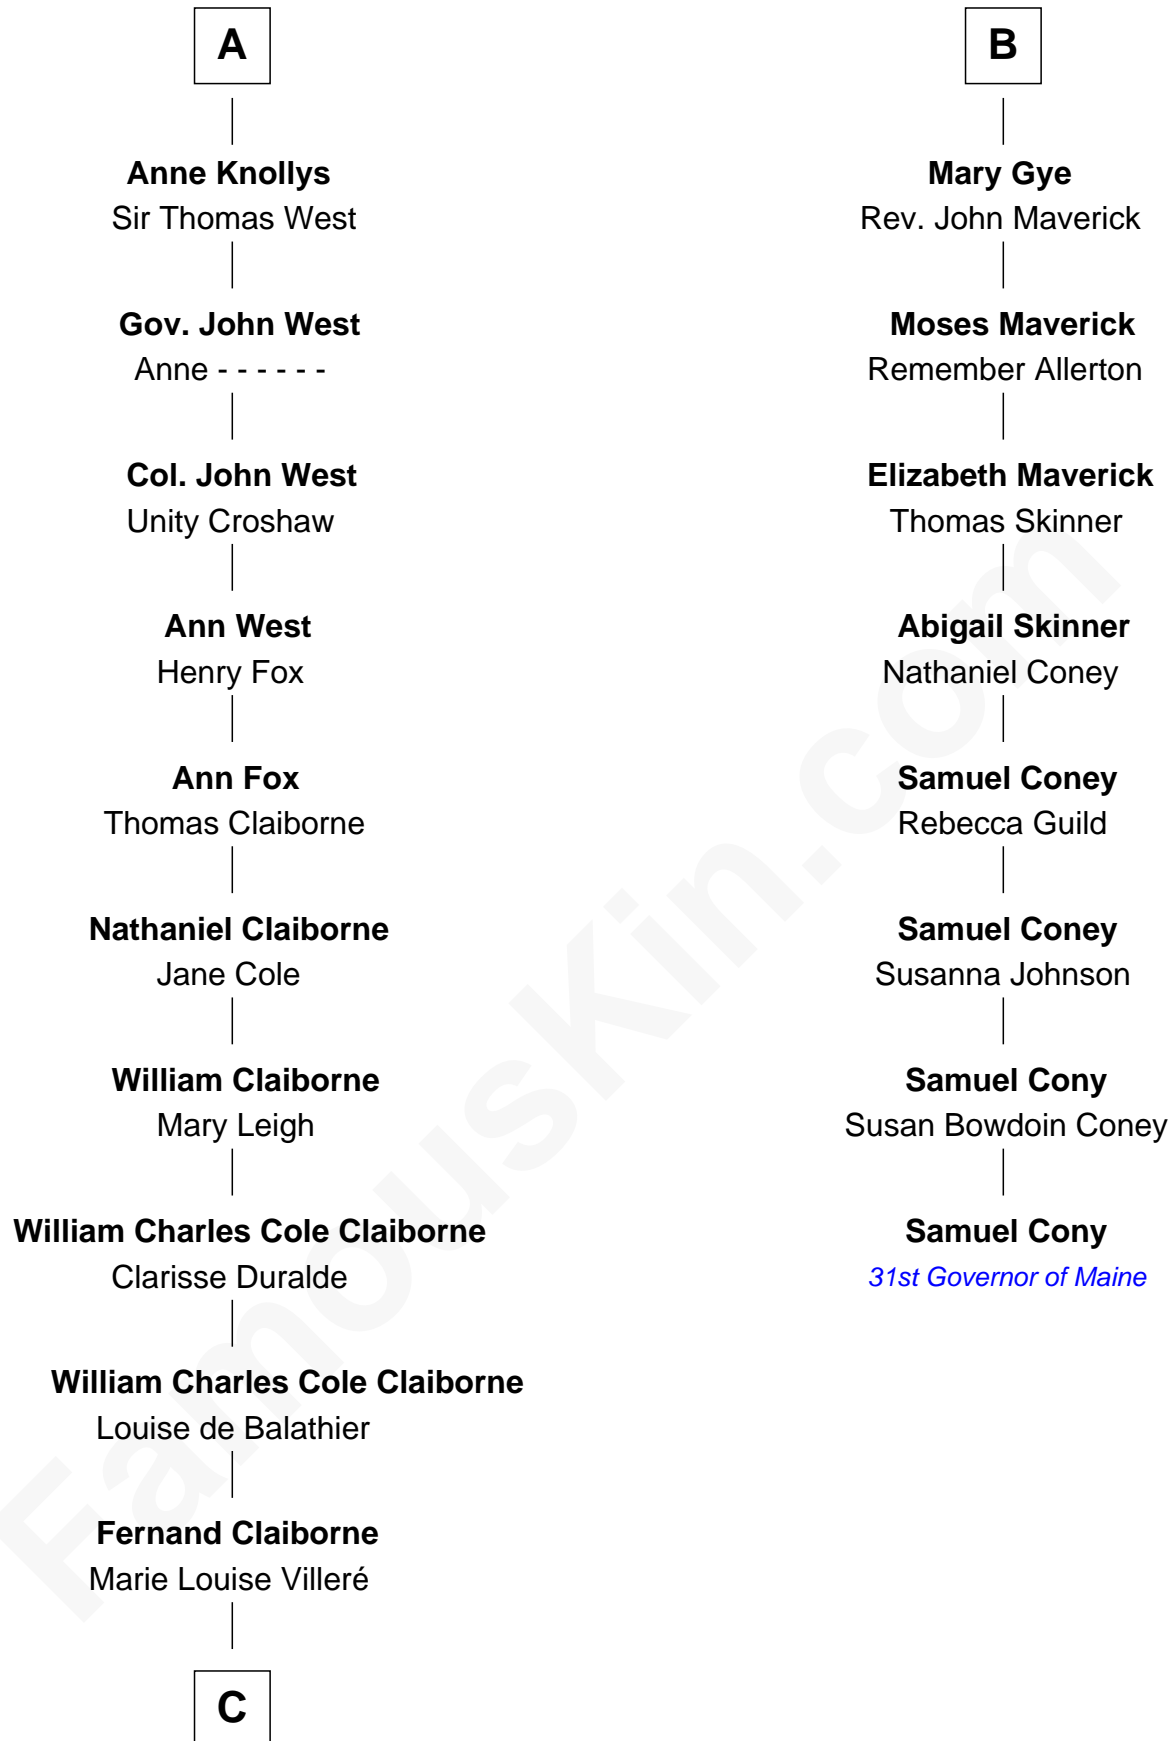 A
Anne Knollys
Sir Thomas West
Gov. John West
Anne - - - - - -
Col. John West
Unity Croshaw
Ann West
Henry Fox
Ann Fox
Thomas Claiborne
Nathaniel Claiborne
Jane Cole
William Claiborne
Mary Leigh
William Charles Cole Claiborne
Clarisse Duralde
William Charles Cole Claiborne
Louise de Balathier
Fernand Claiborne
Marie Louise Villeré
C
B
Mary Gye
Rev. John Maverick
Moses Maverick
Remember Allerton
Elizabeth Maverick
Thomas Skinner
Abigail Skinner
Nathaniel Coney
Samuel Coney
Rebecca Guild
Samuel Coney
Susanna Johnson
Samuel Cony
Susan Bowdoin Coney
Samuel Cony
31st Governor of Maine
FamousKin.com